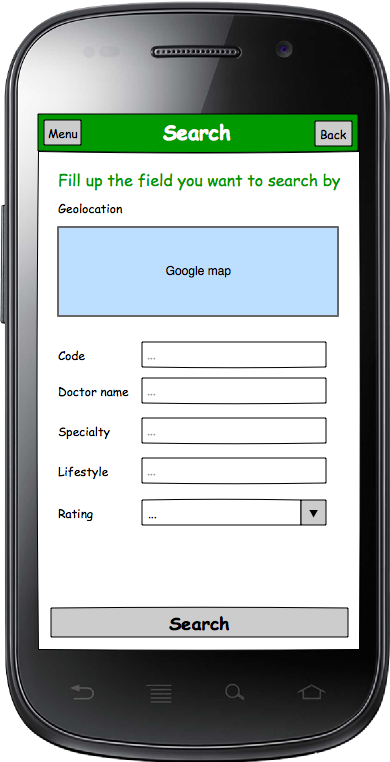 Menu Search Back
Fill up the field you want to search by
Geolocation
Google map
Code ...
Doctor name ...
Specialty ...
Lifestyle ...
Rating ...
Search